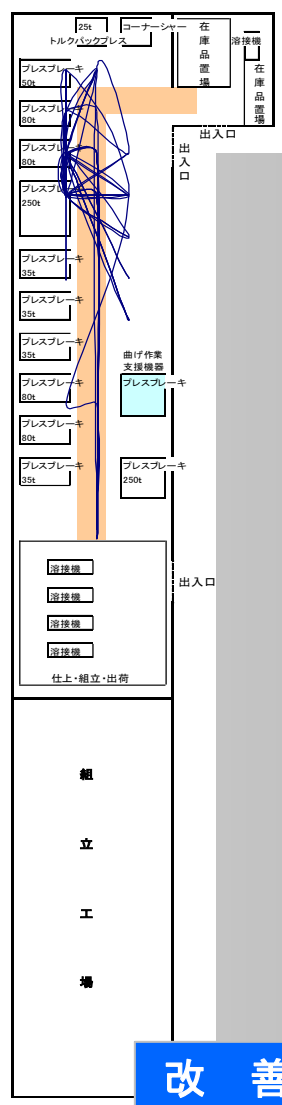 25t
トルクパックプレス
コーナーシャー
在庫品置場
溶接機
在庫品置場
出入口
出入口
プレスブレーキ
50t
プレスブレーキ
80t
プレスブレーキ
80t
プレスブレーキ
250t
プレスブレーキ
35t
プレスブレーキ
35t
プレスブレーキ
35t
プレスブレーキ
80t
プレスブレーキ
80t
プレスブレーキ
35t
曲げ作業
支援機器
プレスブレーキ
プレスブレーキ
250t
出入口
溶接機
溶接機
溶接機
溶接機
仕上・組立・出荷
組立工場
改善